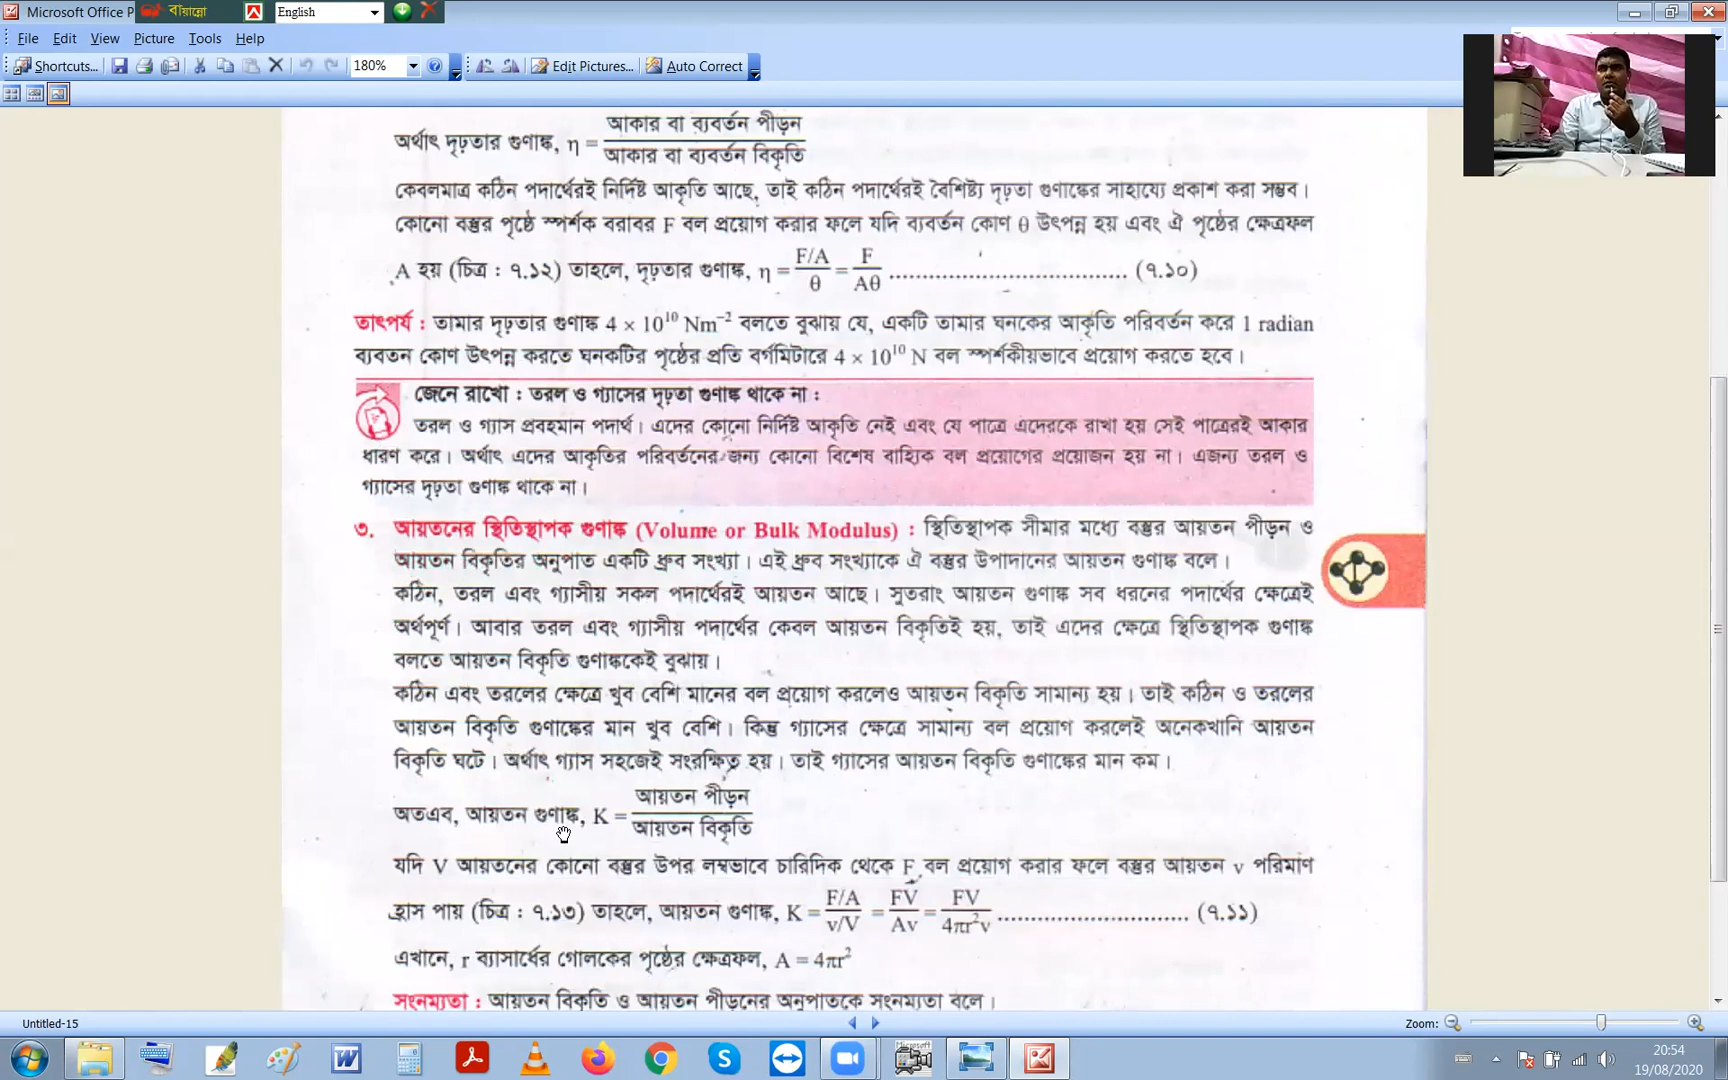 Microsoft Office P
বাঁয়ান্নো
English
File Edit View Picture Tools Help
Shortcuts...
180%
Edit Pictures...
Auto Correct
অর্থাৎ দৃঢ়তার গুণাঙ্ক, η = আকার বা ব্যবর্তন পীড়ন / আকার বা ব্যবর্তন বিকৃতি
কেবলমাত্র কঠিন পদার্থেরই নির্দিষ্ট আকৃতি আছে, তাই কঠিন পদার্থেরই বৈশিষ্ট্য দৃঢ়তা গুণাঙ্কের সাহায্যে প্রকাশ করা সম্ভব।
কোনো বস্তুর পৃষ্ঠে স্পর্শক বরাবর F বল প্রয়োগ করার ফলে যদি ব্যবর্তন কোণ θ উৎপন্ন হয় এবং ঐ পৃষ্ঠের ক্ষেত্রফল
A হয় (চিত্র : ৭.১২) তাহলে, দৃঢ়তার গুণাঙ্ক, η = F/A / θ = F / Aθ ........................................ (৭.১০)
তাৎপর্য : তামার দৃঢ়তার গুণাঙ্ক 4 × 10¹⁰ Nm⁻² বলতে বুঝায় যে, একটি তামার ঘনকের আকৃতি পরিবর্তন করে 1 radian
ব্যবতন কোণ উৎপন্ন করতে ঘনকটির পৃষ্ঠের প্রতি বর্গমিটারে 4 × 10¹⁰ N বল স্পর্শকীয়ভাবে প্রয়োগ করতে হবে।
জেনে রাখো : তরল ও গ্যাসের দৃঢ়তা গুণাঙ্ক থাকে না :
তরল ও গ্যাস প্রবহমান পদার্থ। এদের কোনো নির্দিষ্ট আকৃতি নেই এবং যে পাত্রে এদেরকে রাখা হয় সেই পাত্রেরই আকার
ধারণ করে। অর্থাৎ এদের আকৃতির পরিবর্তনের জন্য কোনো বিশেষ বাহ্যিক বল প্রয়োগের প্রয়োজন হয় না। এজন্য তরল ও
গ্যাসের দৃঢ়তা গুণাঙ্ক থাকে না।
৩. আয়তনের স্থিতিস্থাপক গুণাঙ্ক (Volume or Bulk Modulus) : স্থিতিস্থাপক সীমার মধ্যে বস্তুর আয়তন পীড়ন ও
আয়তন বিকৃতির অনুপাত একটি ধ্রুব সংখ্যা। এই ধ্রুব সংখ্যাকে ঐ বস্তুর উপাদানের আয়তন গুণাঙ্ক বলে।
কঠিন, তরল এবং গ্যাসীয় সকল পদার্থেরই আয়তন আছে। সুতরাং আয়তন গুণাঙ্ক সব ধরনের পদার্থের ক্ষেত্রেই
অর্থপূর্ণ। আবার তরল এবং গ্যাসীয় পদার্থের কেবল আয়তন বিকৃতিই হয়, তাই এদের ক্ষেত্রে স্থিতিস্থাপক গুণাঙ্ক
বলতে আয়তন বিকৃতি গুণাঙ্ককেই বুঝায়।
কঠিন এবং তরলের ক্ষেত্রে খুব বেশি মানের বল প্রয়োগ করলেও আয়তন বিকৃতি সামান্য হয়। তাই কঠিন ও তরলের
আয়তন বিকৃতি গুণাঙ্কের মান খুব বেশি। কিন্তু গ্যাসের ক্ষেত্রে সামান্য বল প্রয়োগ করলেই অনেকখানি আয়তন
বিকৃতি ঘটে। অর্থাৎ গ্যাস সহজেই সংরক্ষিত হয়। তাই গ্যাসের আয়তন বিকৃতি গুণাঙ্কের মান কম।
অতএব, আয়তন গুণাঙ্ক, K = আয়তন পীড়ন / আয়তন বিকৃতি
যদি V আয়তনের কোনো বস্তুর উপর লম্বভাবে চারিদিক থেকে F বল প্রয়োগ করার ফলে বস্তুর আয়তন v পরিমাণ
হ্রাস পায় (চিত্র : ৭.১৩) তাহলে, আয়তন গুণাঙ্ক, K = F/A / v/V = FV / Av = FV / 4πr²v ................................ (৭.১১)
এখানে, r ব্যাসার্ধের গোলকের পৃষ্ঠের ক্ষেত্রফল, A = 4πr²
সংনম্যতা : আয়তন বিকৃতি ও আয়তন পীড়নের অনুপাতকে সংনম্যতা বলে।
Untitled-15
Zoom:
20:54
19/08/2020